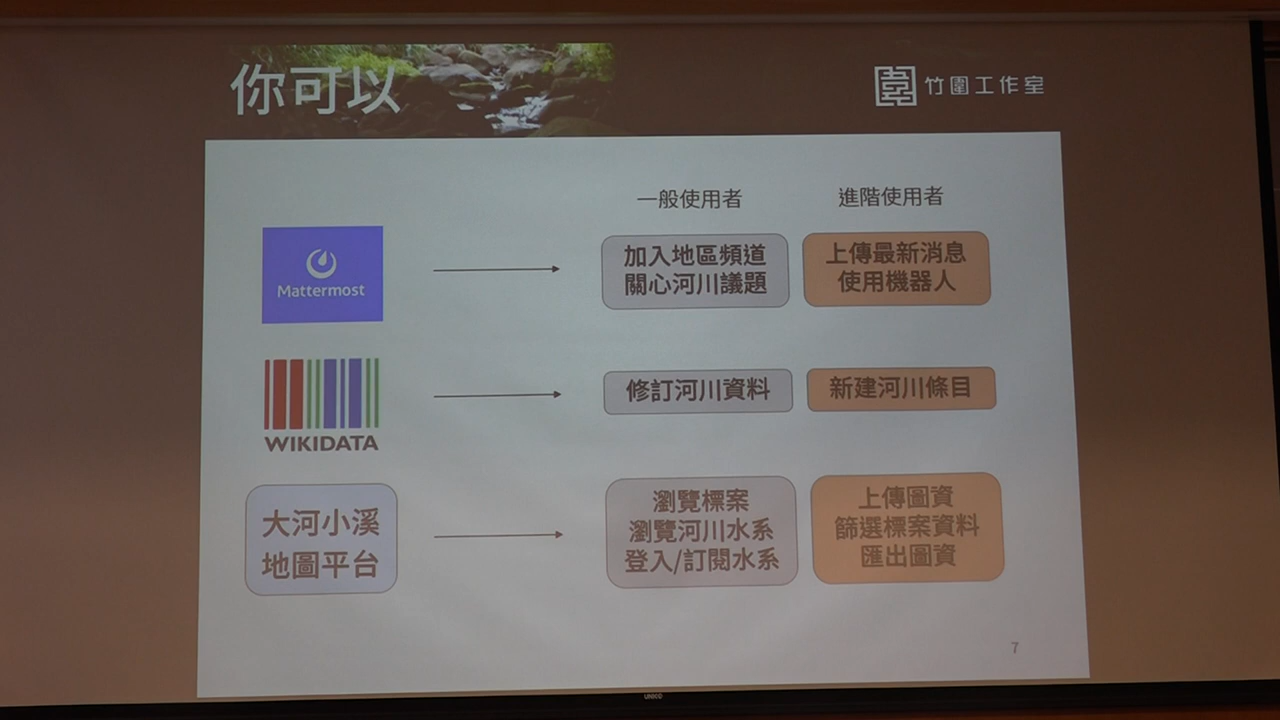 你可以
竹圍工作室
一般使用者
進階使用者
Mattermost
加入地區頻道
關心河川議題
上傳最新消息
使用機器人
WIKIDATA
修訂河川資料
新建河川條目
大河小溪
地圖平台
瀏覽標案
瀏覽河川水系
登入/訂閱水系
上傳圖資
篩選標案資料
匯出圖資
7
UNICO